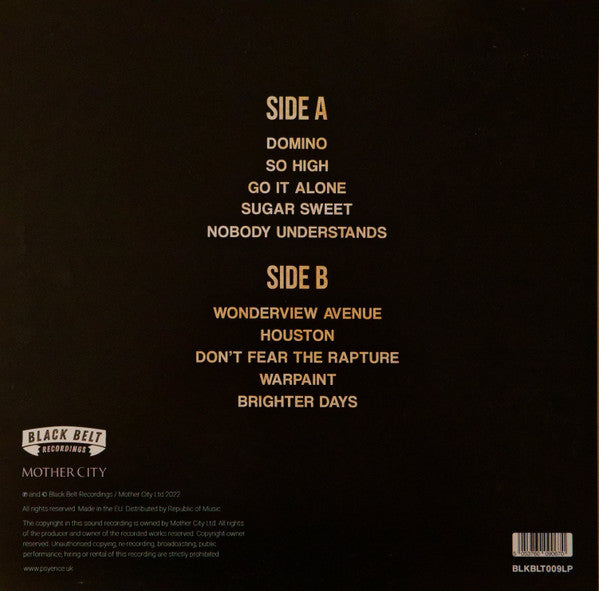 SIDE A
DOMINO
SO HIGH
GO IT ALONE
SUGAR SWEET
NOBODY UNDERSTANDS
SIDE B
WONDERVIEW AVENUE
HOUSTON
DON'T FEAR THE RAPTURE
WARPAINT
BRIGHTER DAYS
BLACK BELT
RECORDINGS
MOTHER CITY
℗ and © Black Belt Recordings / Mother City Ltd 2022
All rights reserved. Made in the EU. Distributed by Republic of Music.
The copyright in this sound recording is owned by Mother City Ltd. All rights
of the producer and owner of the recorded works reserved. Copyright owner
reserved. Unauthorised copying, re-recording, broadcasting, public
performance, hiring or rental of this recording are strictly prohibited
www.psyence.uk
BLKBLT009LP